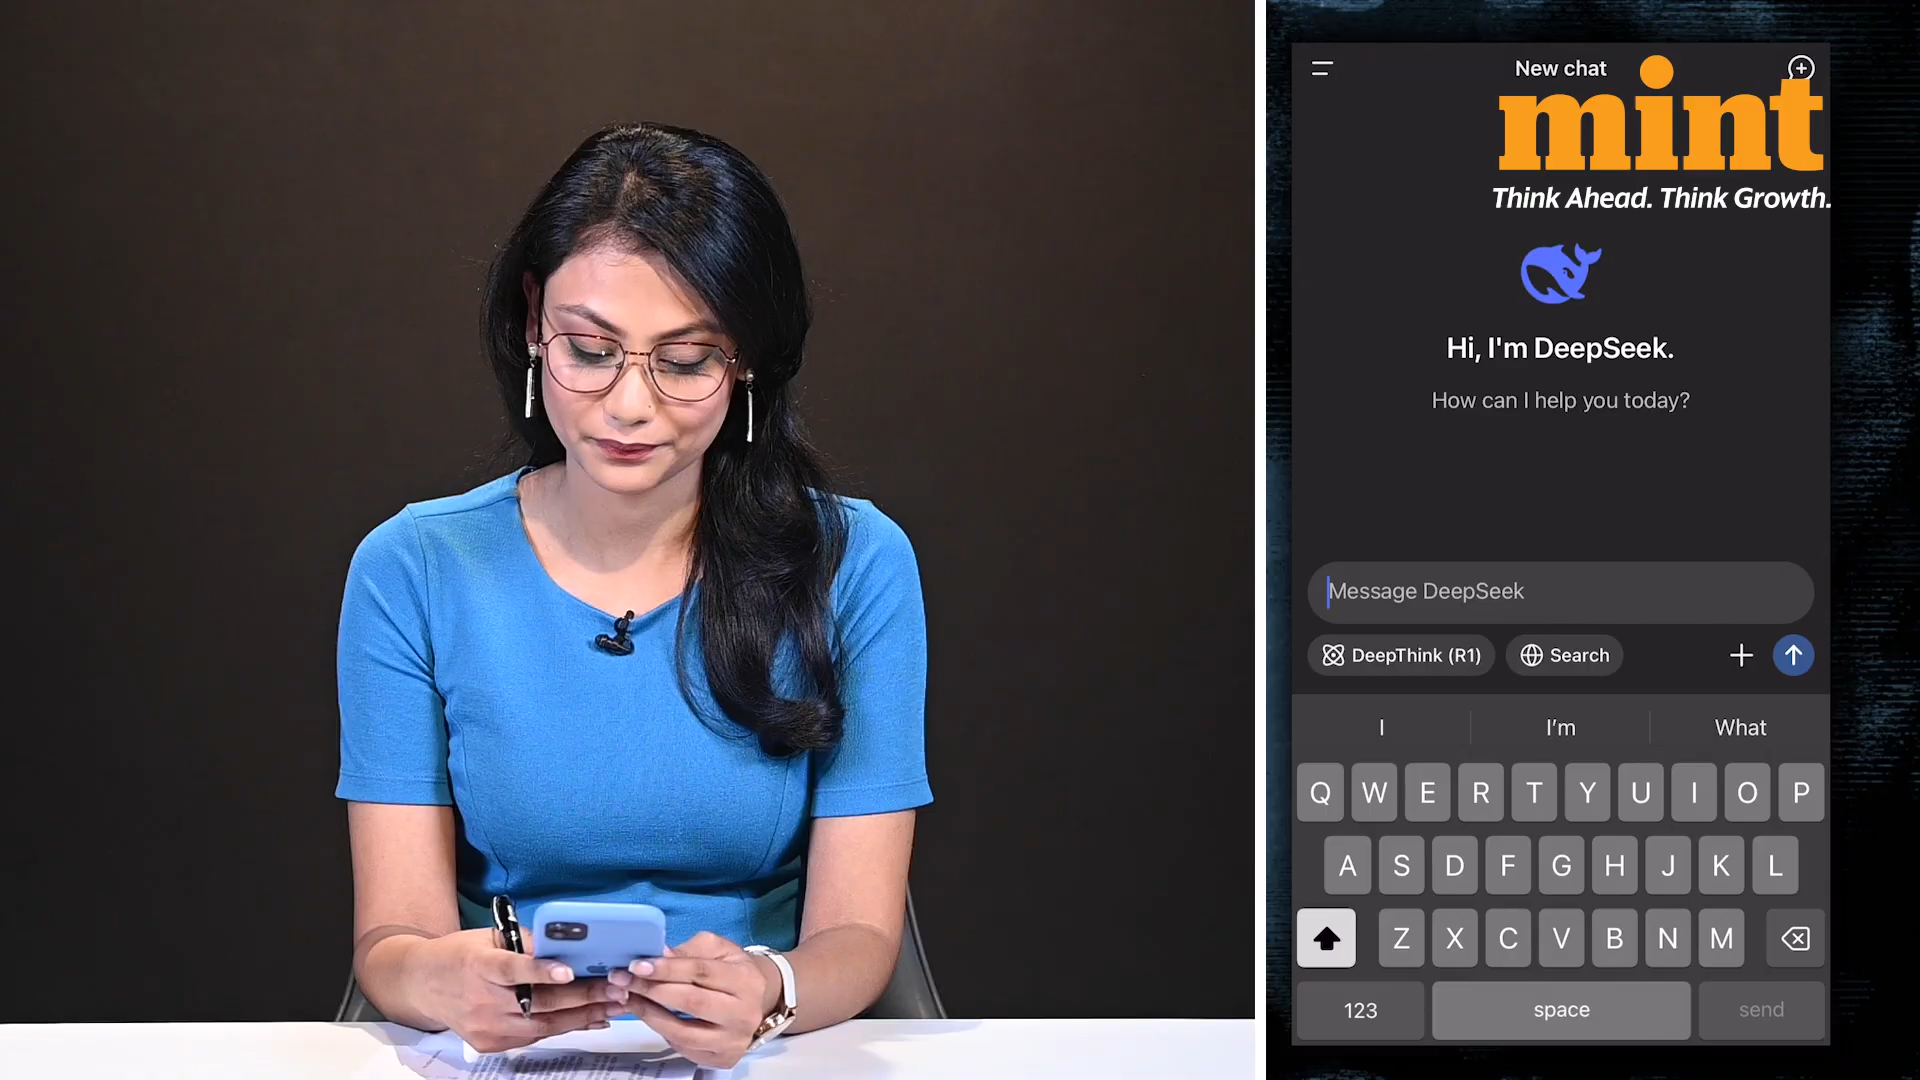 New chat
mint
Think Ahead. Think Growth.
Hi, I'm DeepSeek.
How can I help you today?
Message DeepSeek
DeepThink (R1)
Search
I
I'm
What
Q W E R T Y U I O P
A S D F G H J K L
Z X C V B N M
123
space
send